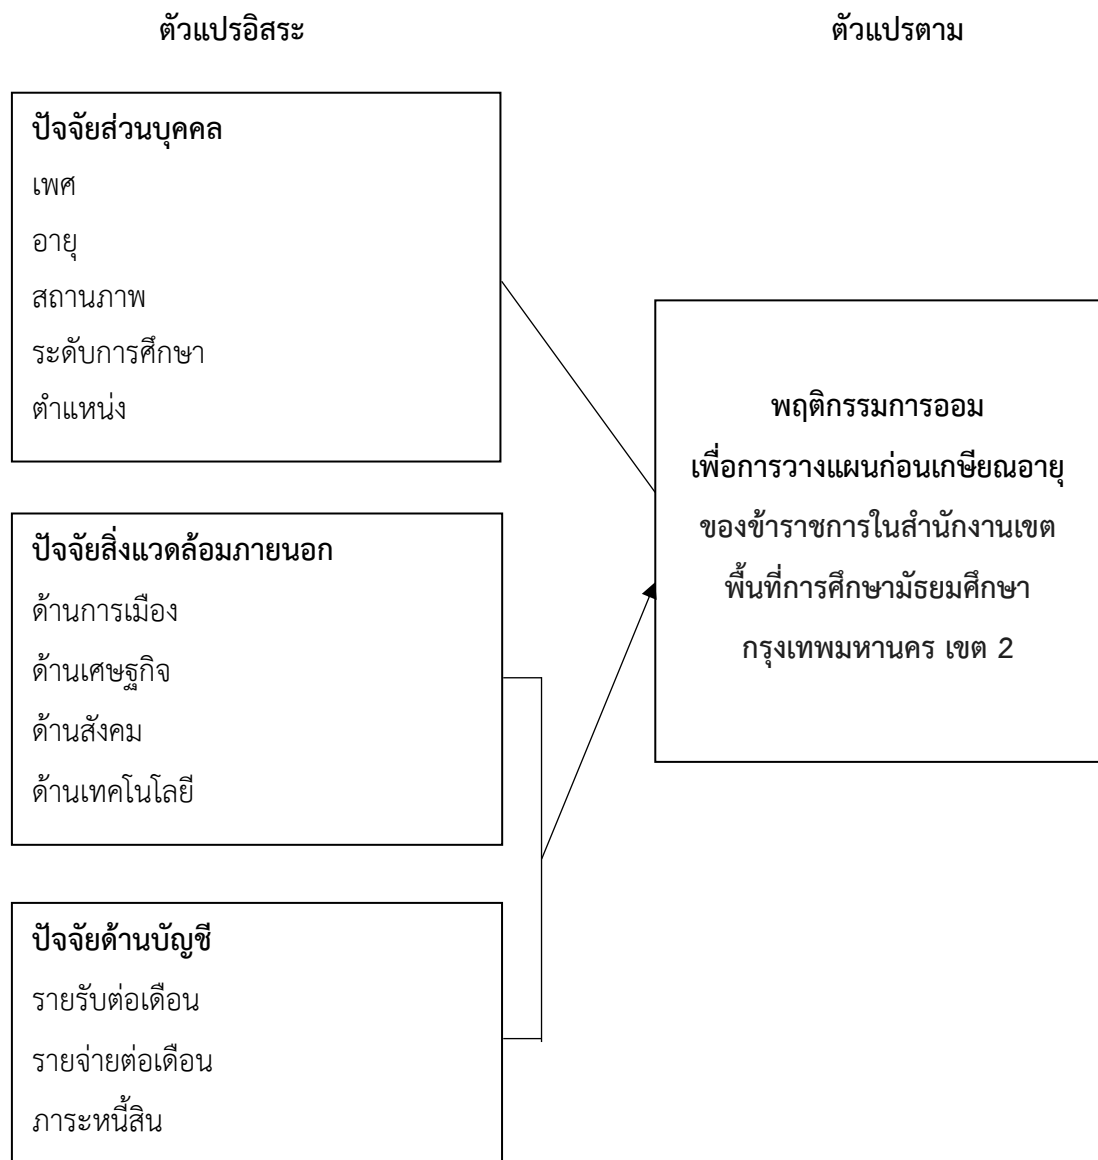 ตัวแปรอิสระ
ตัวแปรตาม
ปัจจัยส่วนบุคคล
เพศ
อายุ
สถานภาพ
ระดับการศึกษา
ตำแหน่ง
ปัจจัยสิ่งแวดล้อมภายนอก
ด้านการเมือง
ด้านเศรษฐกิจ
ด้านสังคม
ด้านเทคโนโลยี
ปัจจัยด้านบัญชี
รายรับต่อเดือน
รายจ่ายต่อเดือน
ภาระหนี้สิน
พฤติกรรมการออม
เพื่อการวางแผนก่อนเกษียณอายุ
ของข้าราชการในสำนักงานเขต
พื้นที่การศึกษามัธยมศึกษา
กรุงเทพมหานคร เขต 2